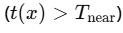 (t(x) > T_near)